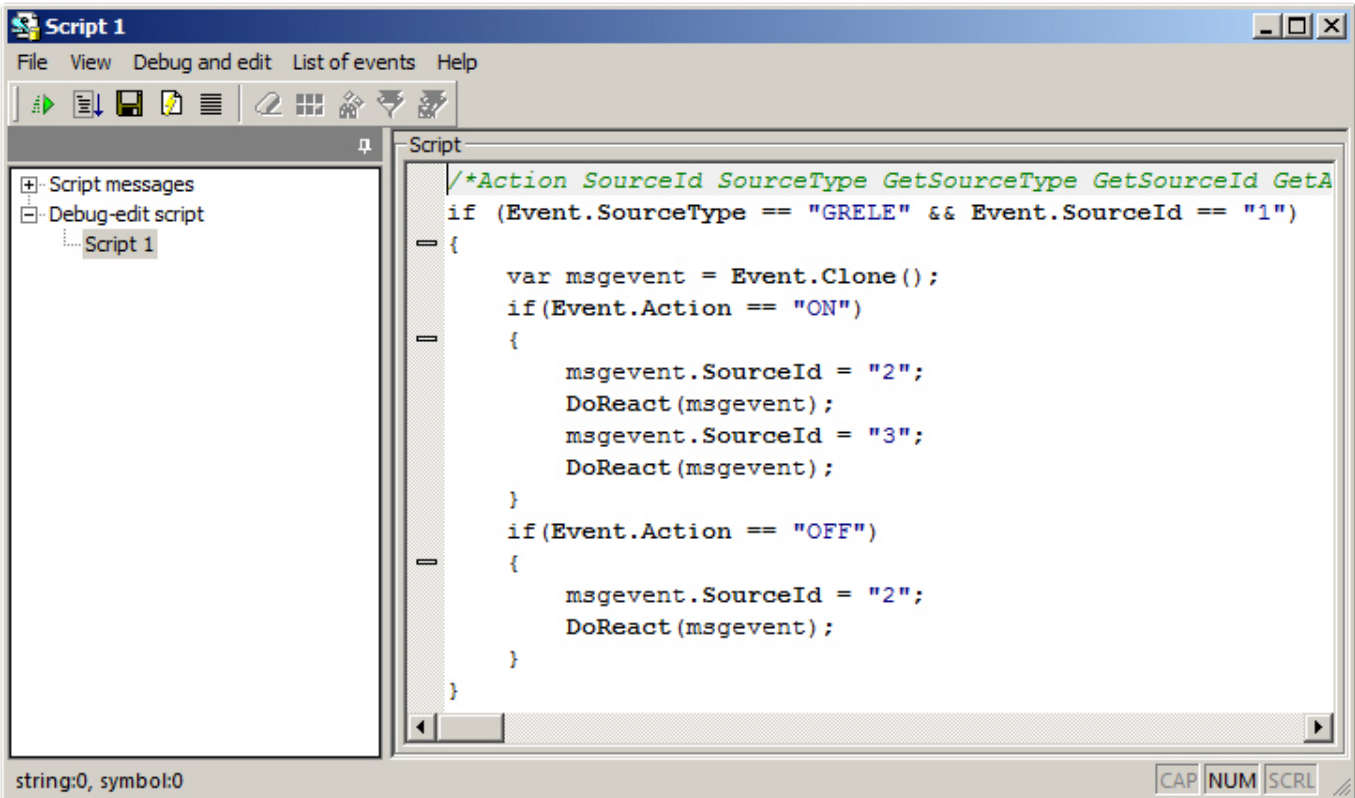 Script 1
File View Debug and edit List of events Help
Script
Script messages
Debug-edit script
Script 1
/*Action SourceId SourceType GetSourceType GetSourceId GetA
if (Event.SourceType == "GRELE" && Event.SourceId == "1")
{
    var msgevent = Event.Clone();
    if(Event.Action == "ON")
    {
        msgevent.SourceId = "2";
        DoReact(msgevent);
        msgevent.SourceId = "3";
        DoReact(msgevent);
    }
    if(Event.Action == "OFF")
    {
        msgevent.SourceId = "2";
        DoReact(msgevent);
    }
}
string:0, symbol:0 CAP NUM SCRL